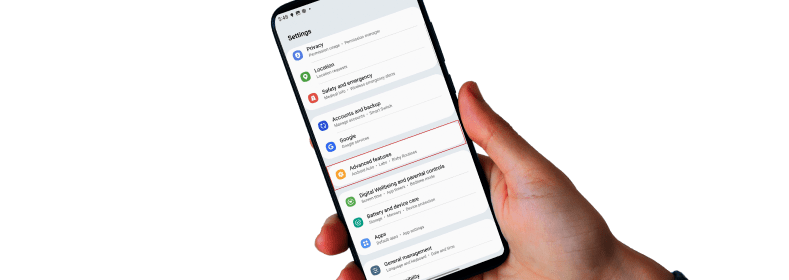 5:49
Settings
Privacy
Permission usage • Permission manager
Location
Location requests
Safety and emergency
Medical info • Wireless emergency alerts
Accounts and backup
Manage accounts • Smart Switch
Google
Google services
Advanced features
Android Auto • Labs •
Digital Wellbeing and parental controls
Screen time • App timers • Bedtime mode
Battery and device care
Storage • Memory • Device protection
Apps
Default apps • App settings
General management
Language and keyboard • Date and time